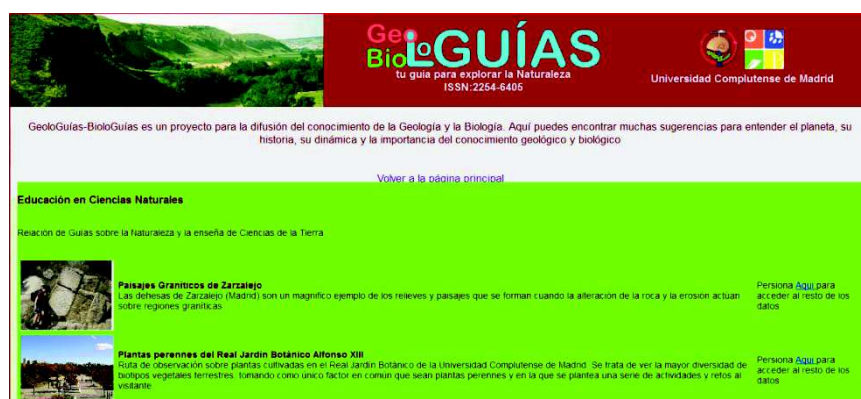 Geo
Bio LoGUÍAS
tu guia para explorar la Naturaleza
ISSN:2254-6405
Universidad Complutense de Madrid
GeoloGuías-BioloGuías es un proyecto para la difusión del conocimiento de la Geología y la Biología. Aquí puedes encontrar muchas sugerencias para entender el planeta, su
historia, su dinámica y la importancia del conocimiento geológico y biológico
Volver a la página principal
Educación en Ciencias Naturales
Relación de Guías sobre la Naturaleza y la enseña de Ciencias de la Tierra
Paisajes Graníticos de Zarzalejo
Las dehesas de Zarzalejo (Madrid) son un magnifico ejemplo de los relieves y paisajes que se forman cuando la alteración de la roca y la erosión actúan
sobre regiones graníticas.
Persiona Aqui para
acceder al resto de los
datos
Plantas perennes del Real Jardín Botánico Alfonso XIII
Ruta de observación sobre plantas cultivadas en el Real Jardín Botánico de la Universidad Complutense de Madrid. Se trata de ver la mayor diversidad de
biotipos vegetales terrestres, tomando como único factor en común que sean plantas perennes y en la que se plantea una serie de actividades y retos al
visitante
Persiona Aqui para
acceder al resto de los
datos